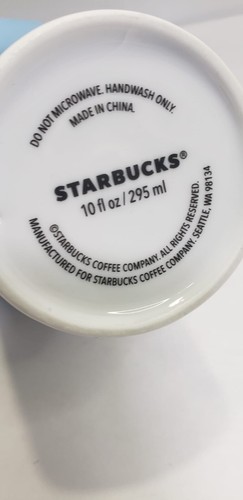 DO NOT MICROWAVE. HANDWASH ONLY.
MADE IN CHINA.
STARBUCKS®
10 fl oz / 295 ml
©STARBUCKS COFFEE COMPANY. ALL RIGHTS RESERVED.
MANUFACTURED FOR STARBUCKS COFFEE COMPANY. SEATTLE, WA 98134